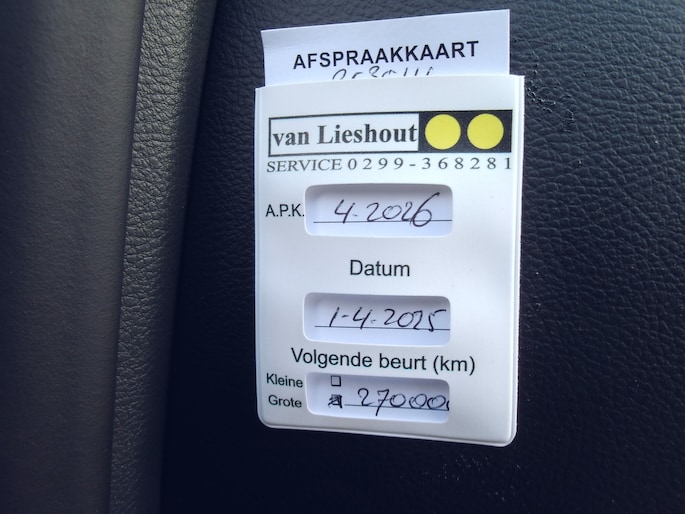 AFSPRAAKKAART
van Lieshout
SERVICE 0299-368281
A.P.K. 4-2026
Datum
1-4-2025
Volgende beurt (km)
Kleine
Grote 270.000